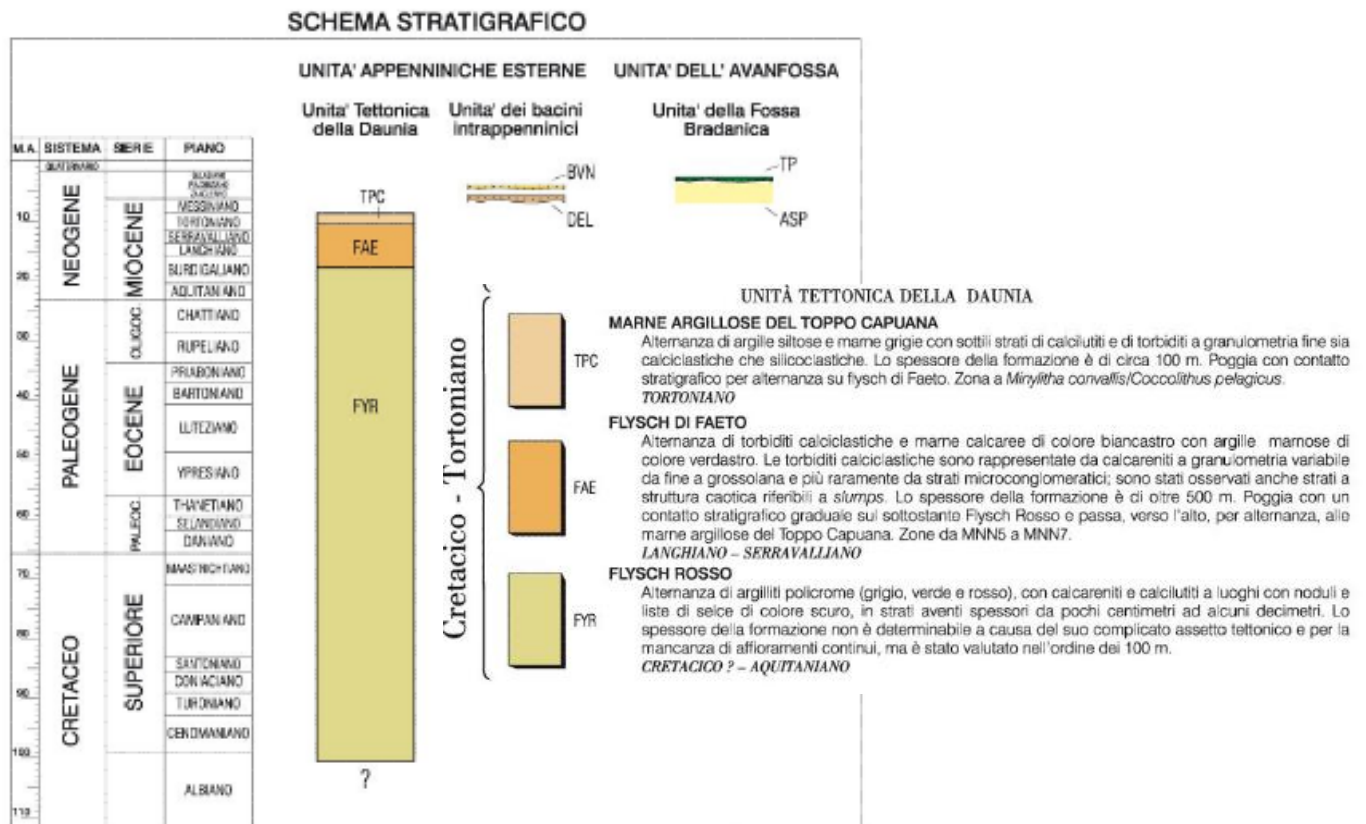 SCHEMA STRATIGRAFICO
UNITA' APPENNINICHE ESTERNE
UNITA' DELL' AVANFOSSA
Unita' Tettonica
della Daunia
Unita' dei bacini
intrappenninici
Unita' della Fossa
Bradanica
M.A. SISTEMA SERIE PIANO
QUATERNARIO
NEOGENE
PALEOGENE
CRETACEO
MIOCENE
OLIGOC.
EOCENE
PALEOC.
SUPERIORE
MESSINIANO
TORTONIANO
SERRAVALLIANO
LANGHIANO
BURDIGALIANO
AQUITANIANO
CHATTIANO
RUPELIANO
PRIABONIANO
BARTONIANO
LUTEZIANO
YPRESIANO
THANETIANO
SELANDIANO
DANIANO
MAASTRICHTIANO
CAMPANIANO
SANTONIANO
CONIACIANO
TURONIANO
CENOMANIANO
ALBIANO
10
20
30
40
50
60
70
80
90
100
110
TPC
FAE
FYR
?
BVN
DEL
TP
ASP
Cretacico - Tortoniano
UNITÀ TETTONICA DELLA DAUNIA
TPC
MARNE ARGILLOSE DEL TOPPO CAPUANA
Alternanza di argille siltose e marne grigie con sottili strati di calcilutiti e di torbiditi a granulometria fine sia
calciclastiche che silicoclastiche. Lo spessore della formazione è di circa 100 m. Poggia con contatto
stratigrafico per alternanza su flysch di Faeto. Zona a Minylitha convallis/Coccolithus pelagicus.
TORTONIANO
FAE
FLYSCH DI FAETO
Alternanza di torbiditi calciclastiche e marne calcaree di colore biancastro con argille marnose di
colore verdastro. Le torbiditi calciclastiche sono rappresentate da calcareniti a granulometria variabile
da fine a grossolana e più raramente da strati microconglomeratici; sono stati osservati anche strati a
struttura caotica riferibili a slumps. Lo spessore della formazione è di oltre 500 m. Poggia con un
contatto stratigrafico graduale sul sottostante Flysch Rosso e passa, verso l'alto, per alternanza, alle
marne argillose del Toppo Capuana. Zone da MNN5 a MNN7.
LANGHIANO – SERRAVALLIANO
FYR
FLYSCH ROSSO
Alternanza di argilliti policrome (grigio, verde e rosso), con calcareniti e calcilutiti a luoghi con noduli e
liste di selce di colore scuro, in strati aventi spessori da pochi centimetri ad alcuni decimetri. Lo
spessore della formazione non è determinabile a causa del suo complicato assetto tettonico e per la
mancanza di affioramenti continui, ma è stato valutato nell'ordine dei 100 m.
CRETACICO ? – AQUITANIANO